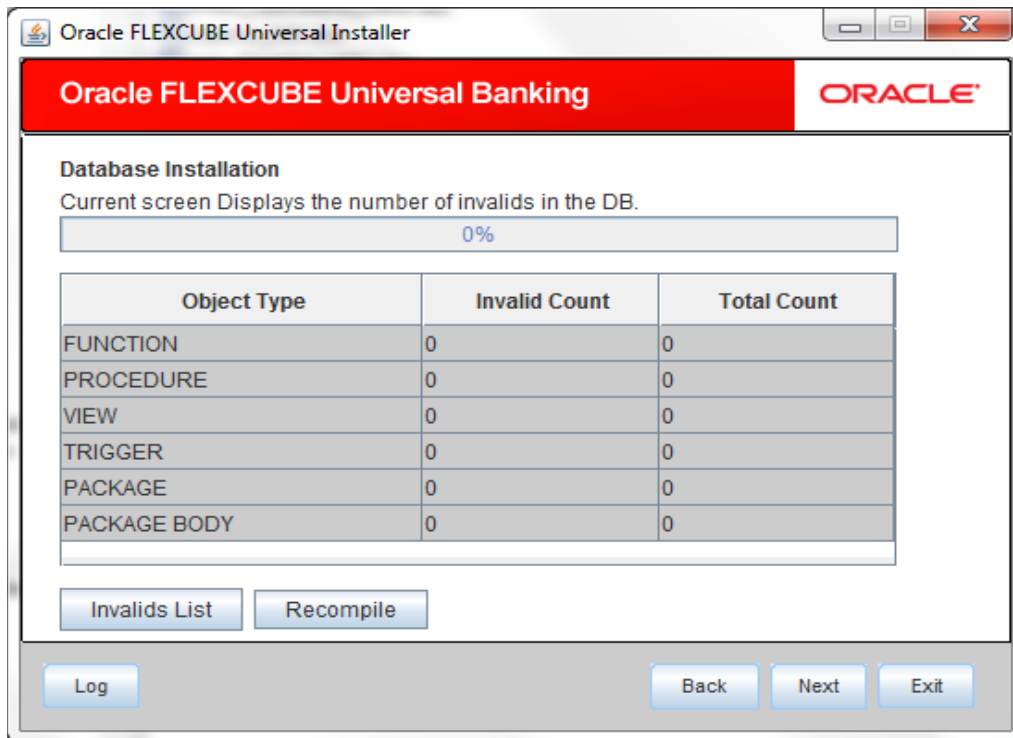 Oracle FLEXCUBE Universal Installer
Oracle FLEXCUBE Universal Banking
ORACLE
Database Installation
Current screen Displays the number of invalids in the DB.
0%
Object Type Invalid Count Total Count
FUNCTION 0 0
PROCEDURE 0 0
VIEW 0 0
TRIGGER 0 0
PACKAGE 0 0
PACKAGE BODY 0 0
Invalids List Recompile
Log Back Next Exit